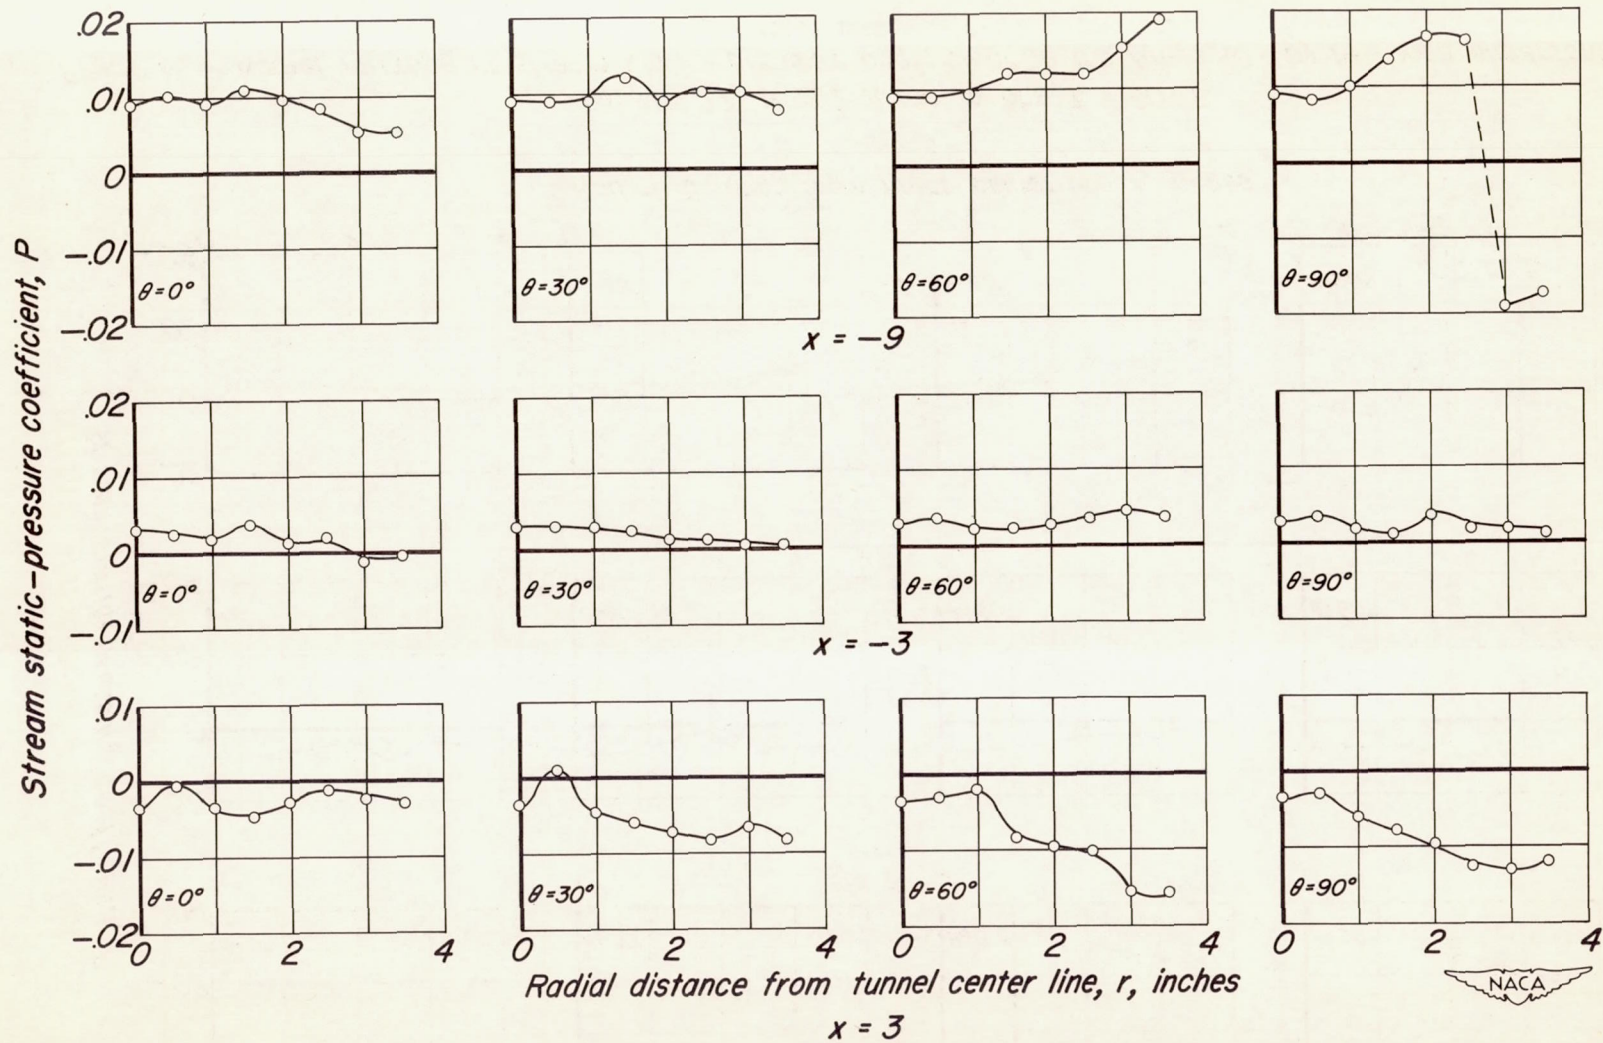 Stream static-pressure coefficient, P
.02
.01
0
-.01
-.02
θ=0°
θ=30°
θ=60°
θ=90°
x = -9
.02
.01
0
-.01
θ=0°
θ=30°
θ=60°
θ=90°
x = -3
.01
0
-.01
-.02
θ=0°
θ=30°
θ=60°
θ=90°
0 2 4
0 2 4
0 2 4
0 2 4
Radial distance from tunnel center line, r, inches
x = 3
NACA